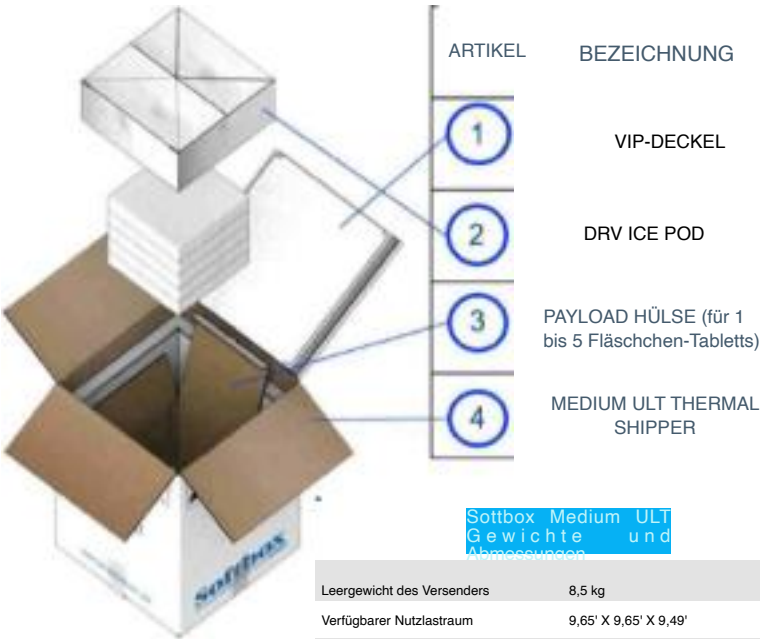 ARTIKEL
BEZEICHNUNG
1
VIP-DECKEL
2
DRV ICE POD
3
PAYLOAD HÜLSE (für 1
bis 5 Fläschchen-Tabletts)
4
MEDIUM ULT THERMAL
SHIPPER
Sottbox Medium ULT
Gewichte und
Abmessungen
softbox
Leergewicht des Versenders 8,5 kg
Verfügbarer Nutzlastraum 9,65' X 9,65' X 9,49'